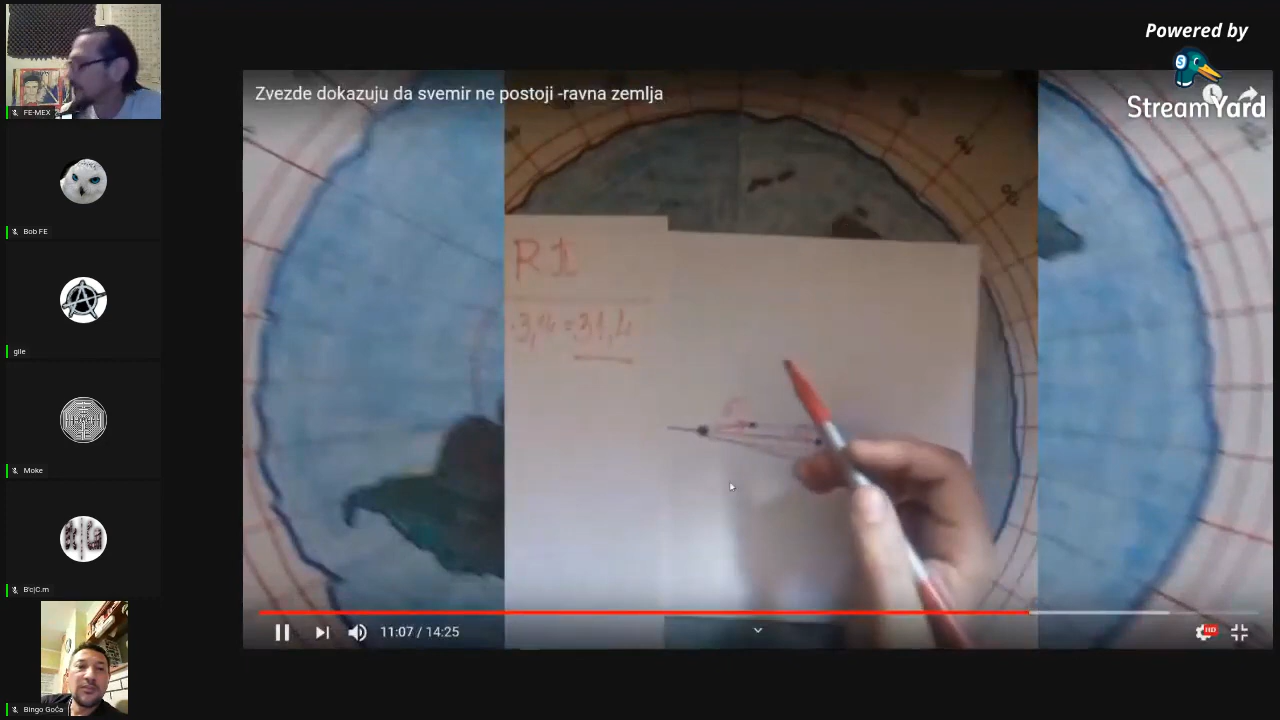 Powered by
StreamYard
Zvezde dokazuju da svemir ne postoji -ravna zemlja
FE-MEX
Bob FE
gile
Moke
B'c|C.m
Bingo Goča
R1
.3,14=31,4
11:07 / 14:25
HD